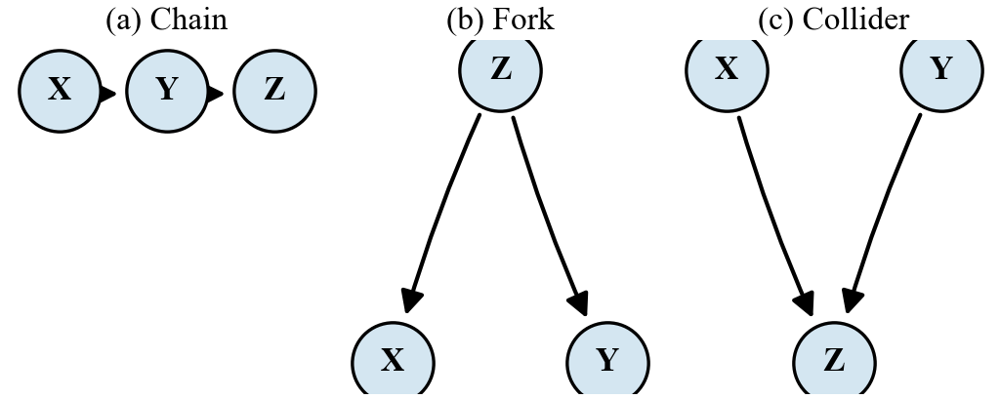 (a) Chain
X Y Z
(b) Fork
Z
X Y
(c) Collider
X Y
Z